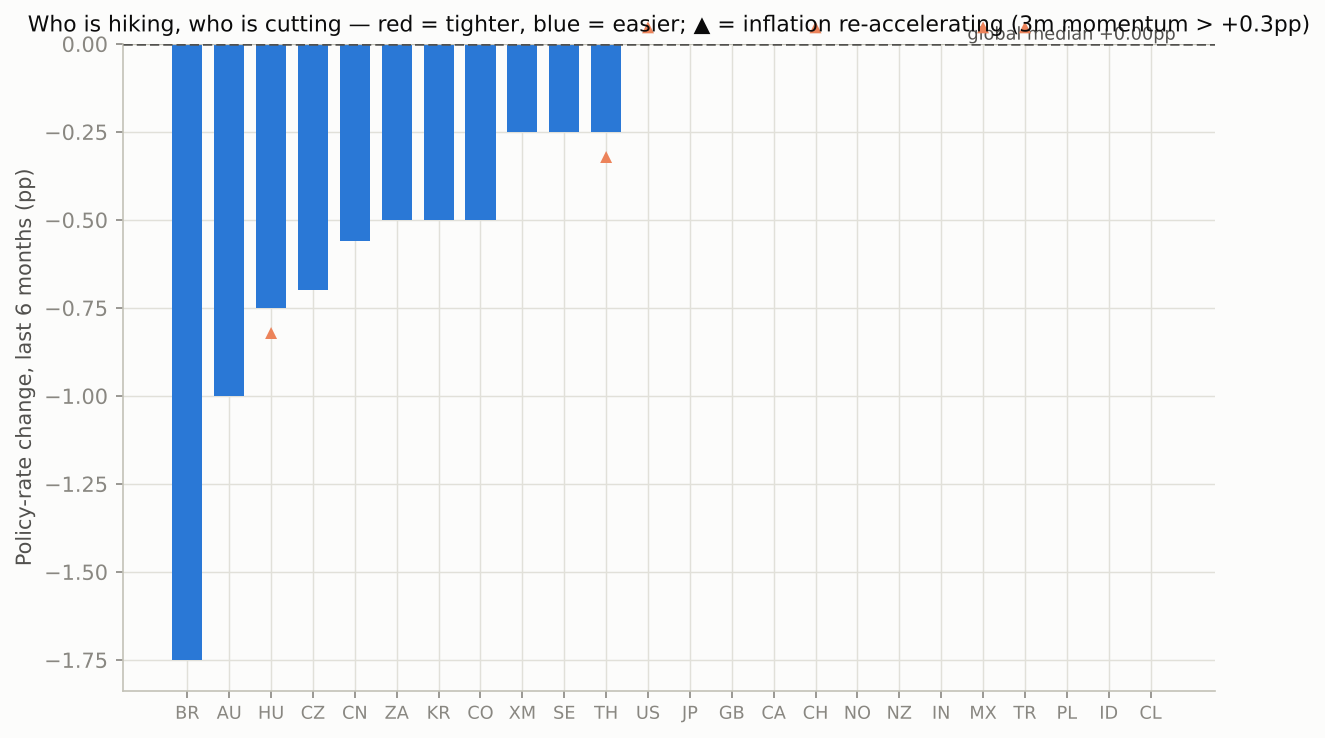 Who is hiking, who is cutting — red = tighter, blue = easier; ▲ = inflation re-accelerating (3m momentum > +0.3pp)
global median +0.00pp
0.00
−0.25
−0.50
−0.75
−1.00
−1.25
−1.50
−1.75
Policy-rate change, last 6 months (pp)
BR AU HU CZ CN ZA KR CO XM SE TH US JP GB CA CH NO NZ IN MX TR PL ID CL